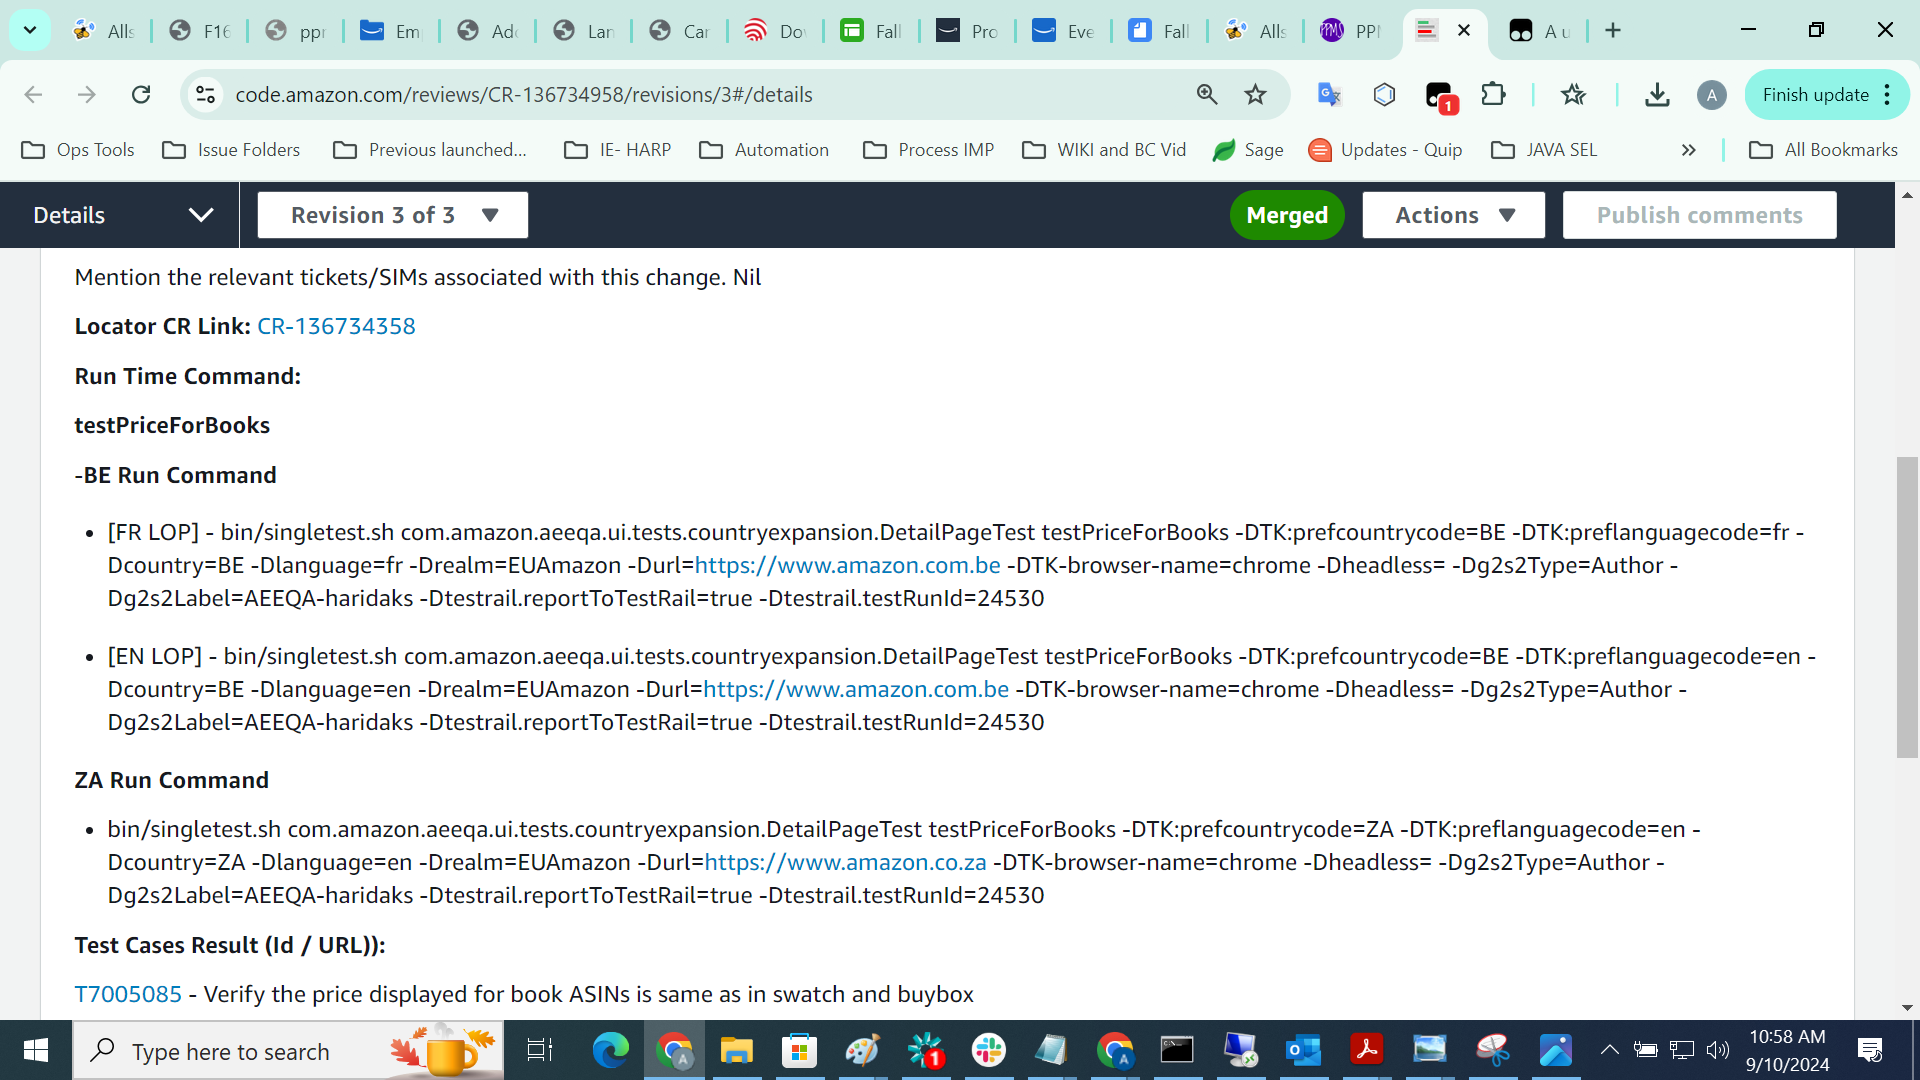 Alls
F16
ppr
Em
Adc
Lan
Car
Dov
Fall
Pro
Eve
Fall
Alls
PPMS
PPM
A u
code.amazon.com/reviews/CR-136734958/revisions/3#/details
1
A
Finish update
Ops Tools
Issue Folders
Previous launched...
IE- HARP
Automation
Process IMP
WIKI and BC Vid
Sage
Updates - Quip
JAVA SEL
All Bookmarks
Details
Revision 3 of 3
Merged
Actions
Publish comments
Mention the relevant tickets/SIMs associated with this change. Nil
Locator CR Link: CR-136734358
Run Time Command:
testPriceForBooks
-BE Run Command
• [FR LOP] - bin/singletest.sh com.amazon.aeeqa.ui.tests.countryexpansion.DetailPageTest testPriceForBooks -DTK:prefcountrycode=BE -DTK:preflanguagecode=fr -
Dcountry=BE -Dlanguage=fr -Drealm=EUAmazon -Durl=https://www.amazon.com.be -DTK-browser-name=chrome -Dheadless= -Dg2s2Type=Author -
Dg2s2Label=AEEQA-haridaks -Dtestrail.reportToTestRail=true -Dtestrail.testRunId=24530
• [EN LOP] - bin/singletest.sh com.amazon.aeeqa.ui.tests.countryexpansion.DetailPageTest testPriceForBooks -DTK:prefcountrycode=BE -DTK:preflanguagecode=en -
Dcountry=BE -Dlanguage=en -Drealm=EUAmazon -Durl=https://www.amazon.com.be -DTK-browser-name=chrome -Dheadless= -Dg2s2Type=Author -
Dg2s2Label=AEEQA-haridaks -Dtestrail.reportToTestRail=true -Dtestrail.testRunId=24530
ZA Run Command
• bin/singletest.sh com.amazon.aeeqa.ui.tests.countryexpansion.DetailPageTest testPriceForBooks -DTK:prefcountrycode=ZA -DTK:preflanguagecode=en -
Dcountry=ZA -Dlanguage=en -Drealm=EUAmazon -Durl=https://www.amazon.co.za -DTK-browser-name=chrome -Dheadless= -Dg2s2Type=Author -
Dg2s2Label=AEEQA-haridaks -Dtestrail.reportToTestRail=true -Dtestrail.testRunId=24530
Test Cases Result (Id / URL)):
T7005085 - Verify the price displayed for book ASINs is same as in swatch and buybox
Type here to search
10:58 AM
9/10/2024